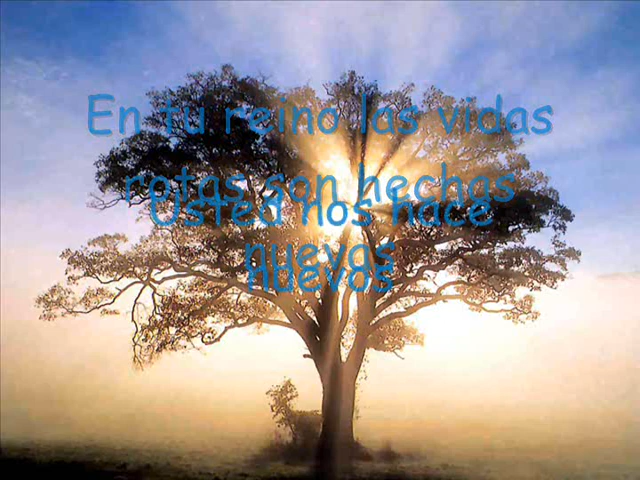 En tu reino las vidas
rotas son hechas
Usted nos hace
nuevas
nuevos